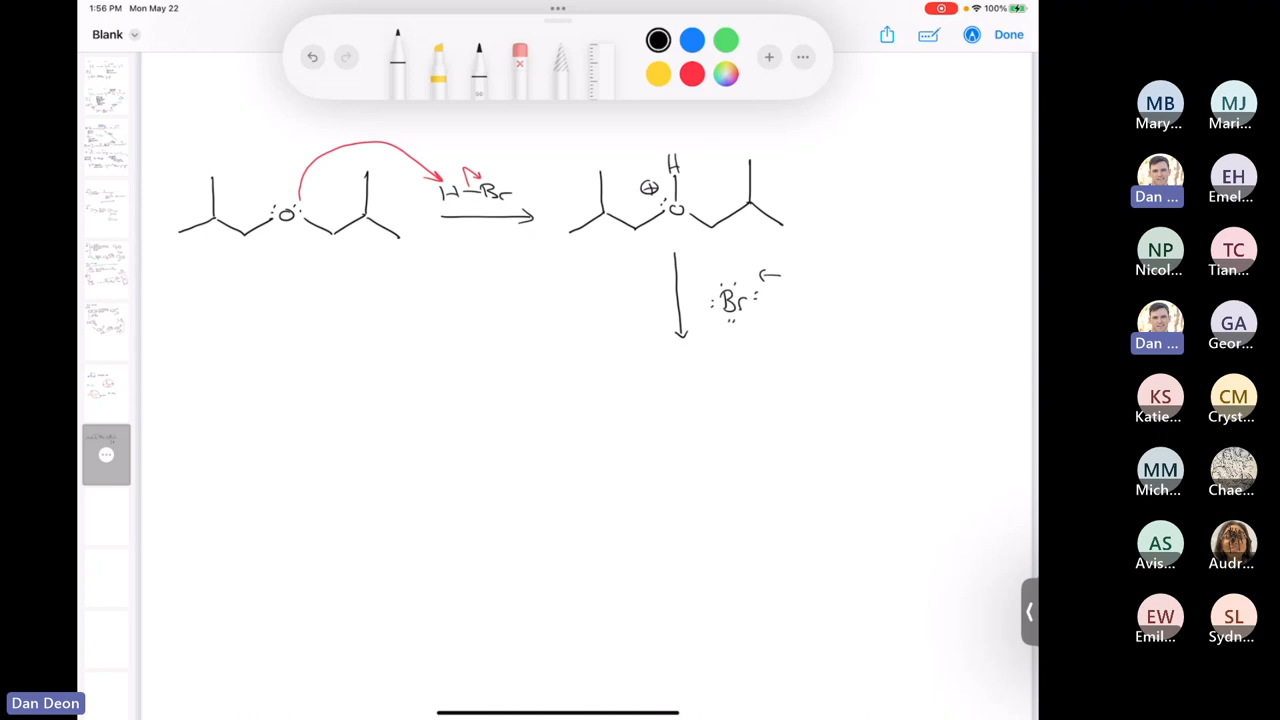 1:56 PM Mon May 22
100%
Blank
Done
H
H-Br
⊕
:O:
:O
:Br:
MB
Mary...
MJ
Mari...
Dan ...
EH
Emel...
NP
Nicol...
TC
Tian...
Dan ...
GA
Geor...
KS
Katie...
CM
Cryst...
MM
Mich...
Chae...
AS
Avis...
Audr...
EW
Emil...
SL
Sydn...
Dan Deon